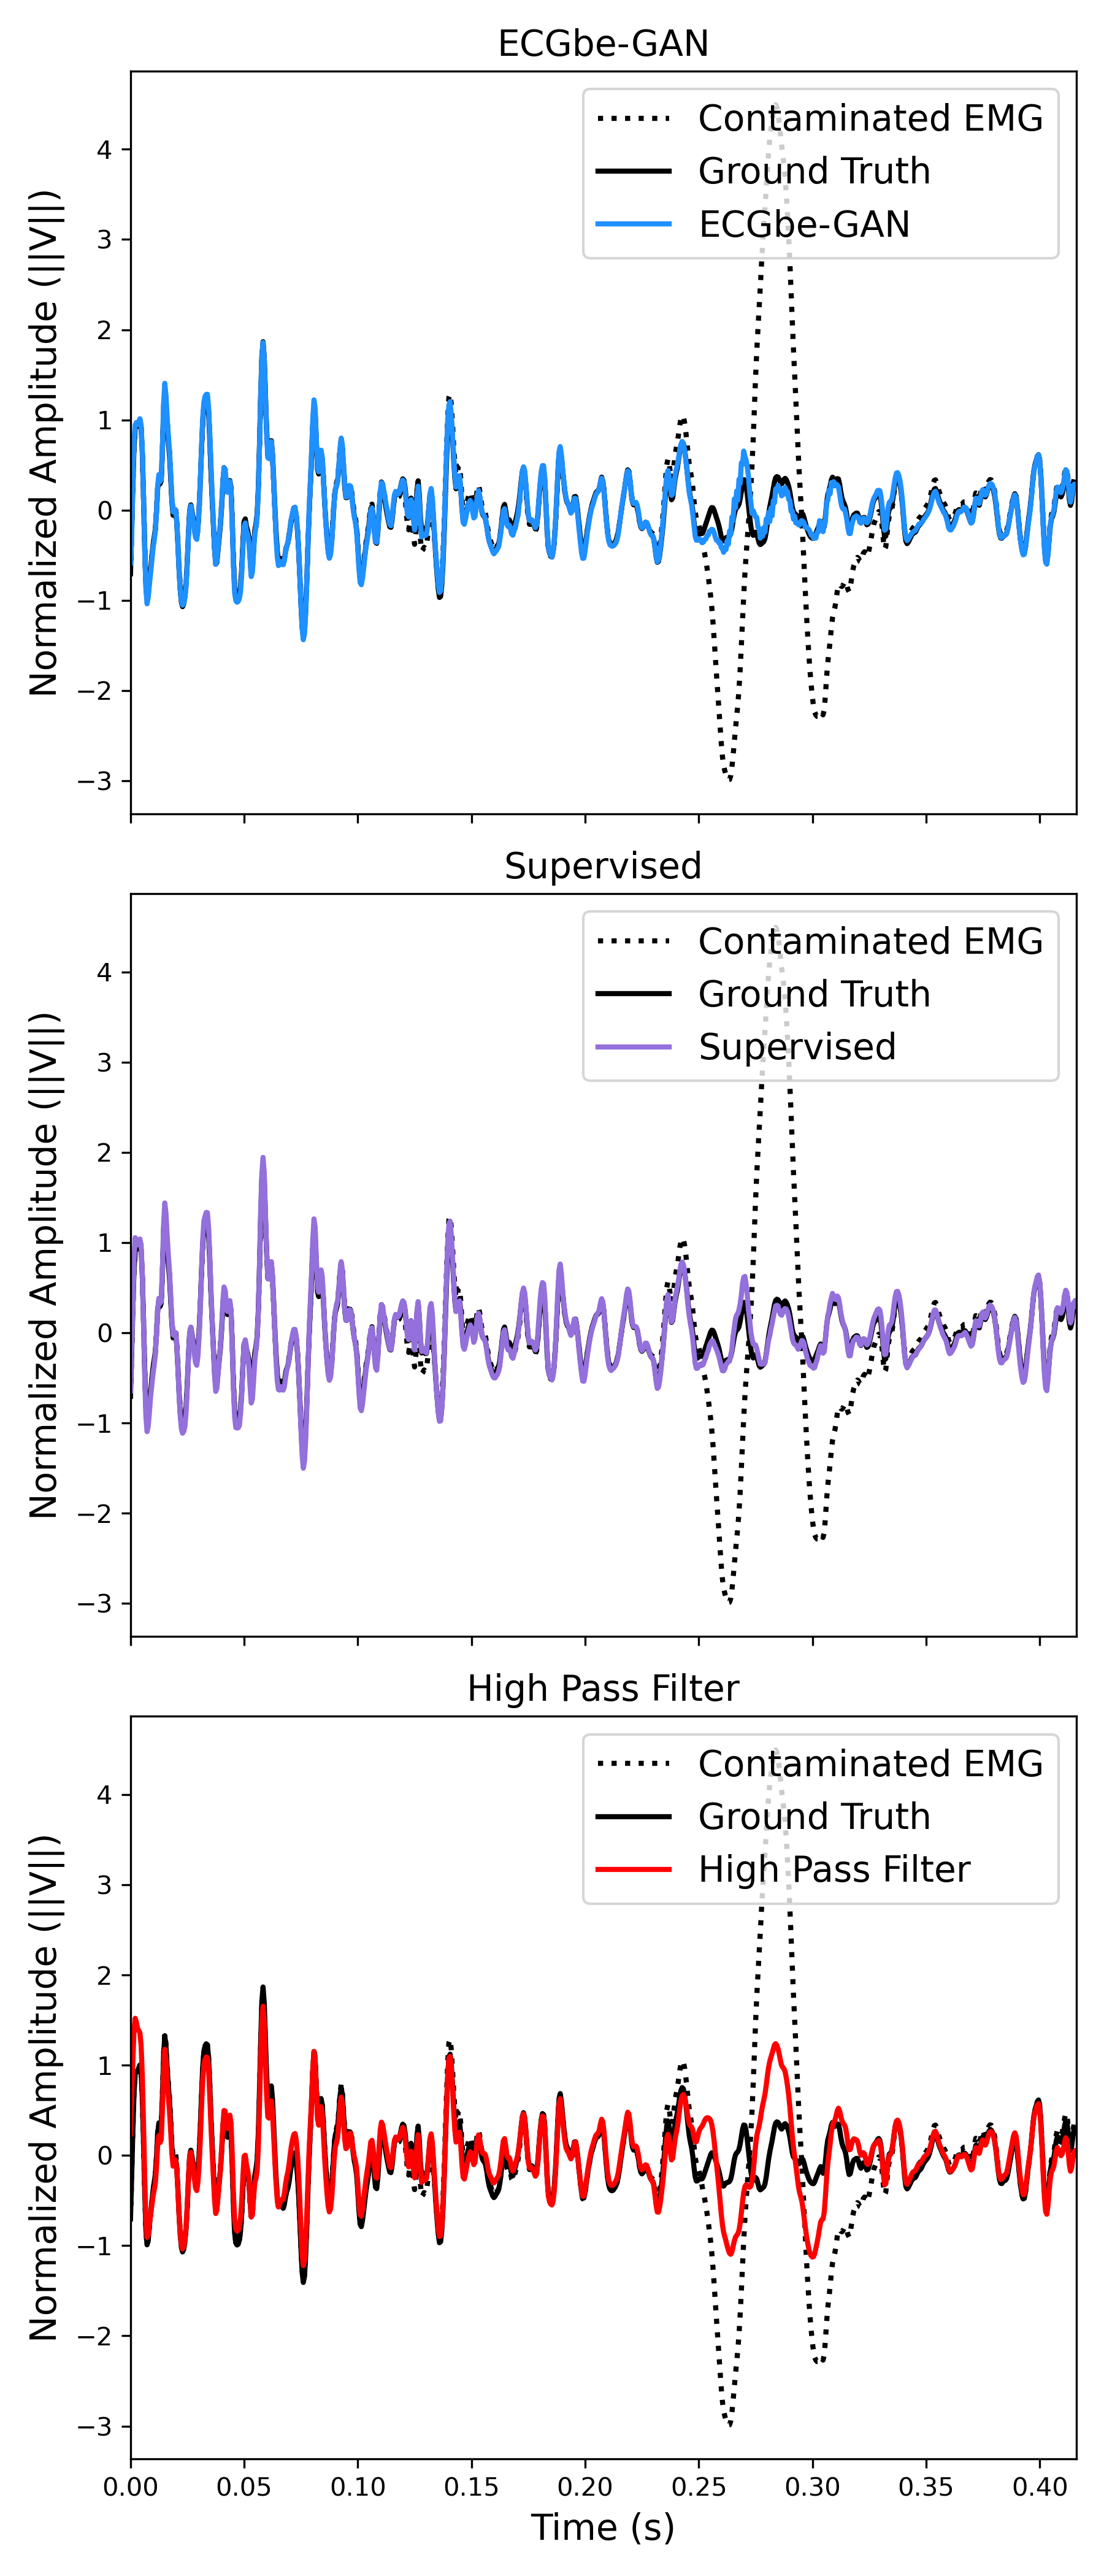 ECGbe-GAN
Contaminated EMG
Ground Truth
ECGbe-GAN
Normalized Amplitude (||V||)
4
3
2
1
0
−1
−2
−3
Supervised
Contaminated EMG
Ground Truth
Supervised
Normalized Amplitude (||V||)
4
3
2
1
0
−1
−2
−3
High Pass Filter
Contaminated EMG
Ground Truth
High Pass Filter
Normalized Amplitude (||V||)
4
3
2
1
0
−1
−2
−3
0.00 0.05 0.10 0.15 0.20 0.25 0.30 0.35 0.40
Time (s)